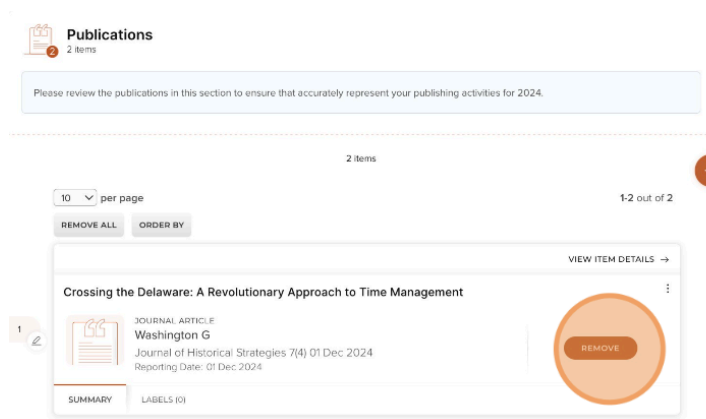 Publications
2
2 items
Please review the publications in this section to ensure that accurately represent your publishing activities for 2024.
2 items
10 per page
1-2 out of 2
REMOVE ALL
ORDER BY
VIEW ITEM DETAILS →
Crossing the Delaware: A Revolutionary Approach to Time Management
1
JOURNAL ARTICLE
Washington G
Journal of Historical Strategies 7(4) 01 Dec 2024
Reporting Date: 01 Dec 2024
REMOVE
SUMMARY
LABELS (0)